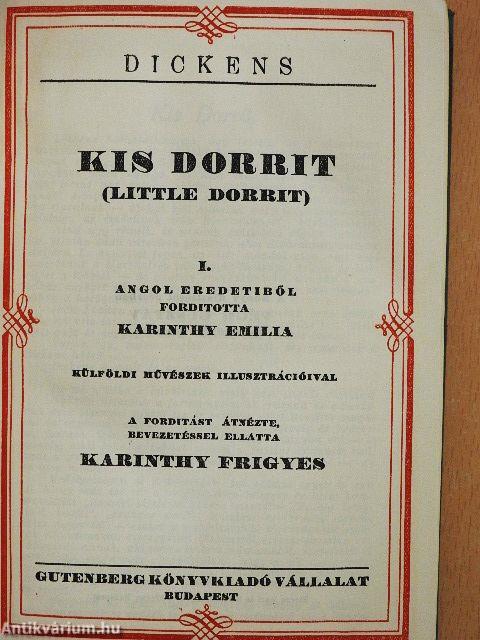 DICKENS
KIS DORRIT
(LITTLE DORRIT)
I.
ANGOL EREDETIBŐL
FORDITOTTA
KARINTHY EMILIA
KÜLFÖLDI MŰVÉSZEK ILLUSZTRÁCIÓIVAL
A FORDITÁST ÁTNÉZTE,
BEVEZETÉSSEL ELLÁTTA
KARINTHY FRIGYES
GUTENBERG KÖNYVKIADÓ VÁLLALAT
BUDAPEST
Antikvárium.hu